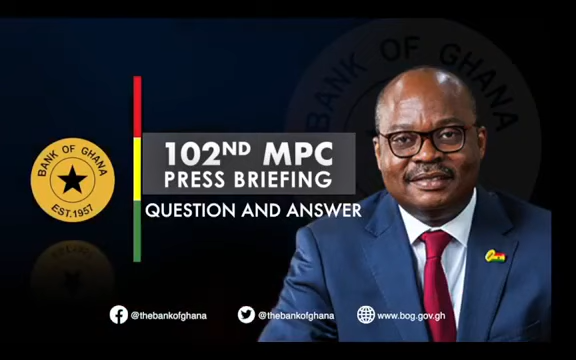 BANK OF GHANA
EST.1957
BANK OF GHANA
102ND MPC
PRESS BRIEFING
QUESTION AND ANSWER
@thebankofghana
@thebankofghana
www.bog.gov.gh